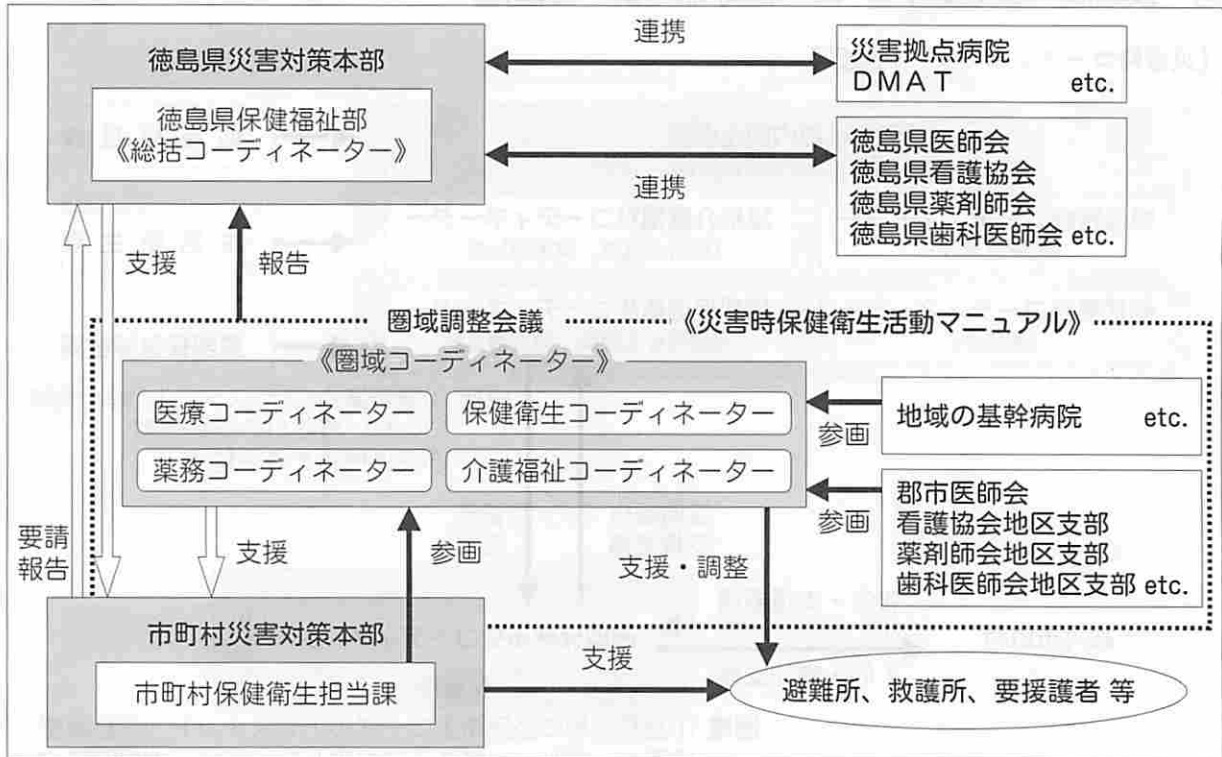 徳島県災害対策本部
徳島県保健福祉部
《総括コーディネーター》
連携
災害拠点病院
DMAT etc.
連携
徳島県医師会
徳島県看護協会
徳島県薬剤師会
徳島県歯科医師会 etc.
支援
報告
圏域調整会議
《災害時保健衛生活動マニュアル》
《圏域コーディネーター》
医療コーディネーター
保健衛生コーディネーター
薬務コーディネーター
介護福祉コーディネーター
参画
地域の基幹病院 etc.
参画
郡市医師会
看護協会地区支部
薬剤師会地区支部
歯科医師会地区支部 etc.
要請
報告
支援
参画
支援・調整
市町村災害対策本部
市町村保健衛生担当課
支援
避難所、救護所、要援護者 等